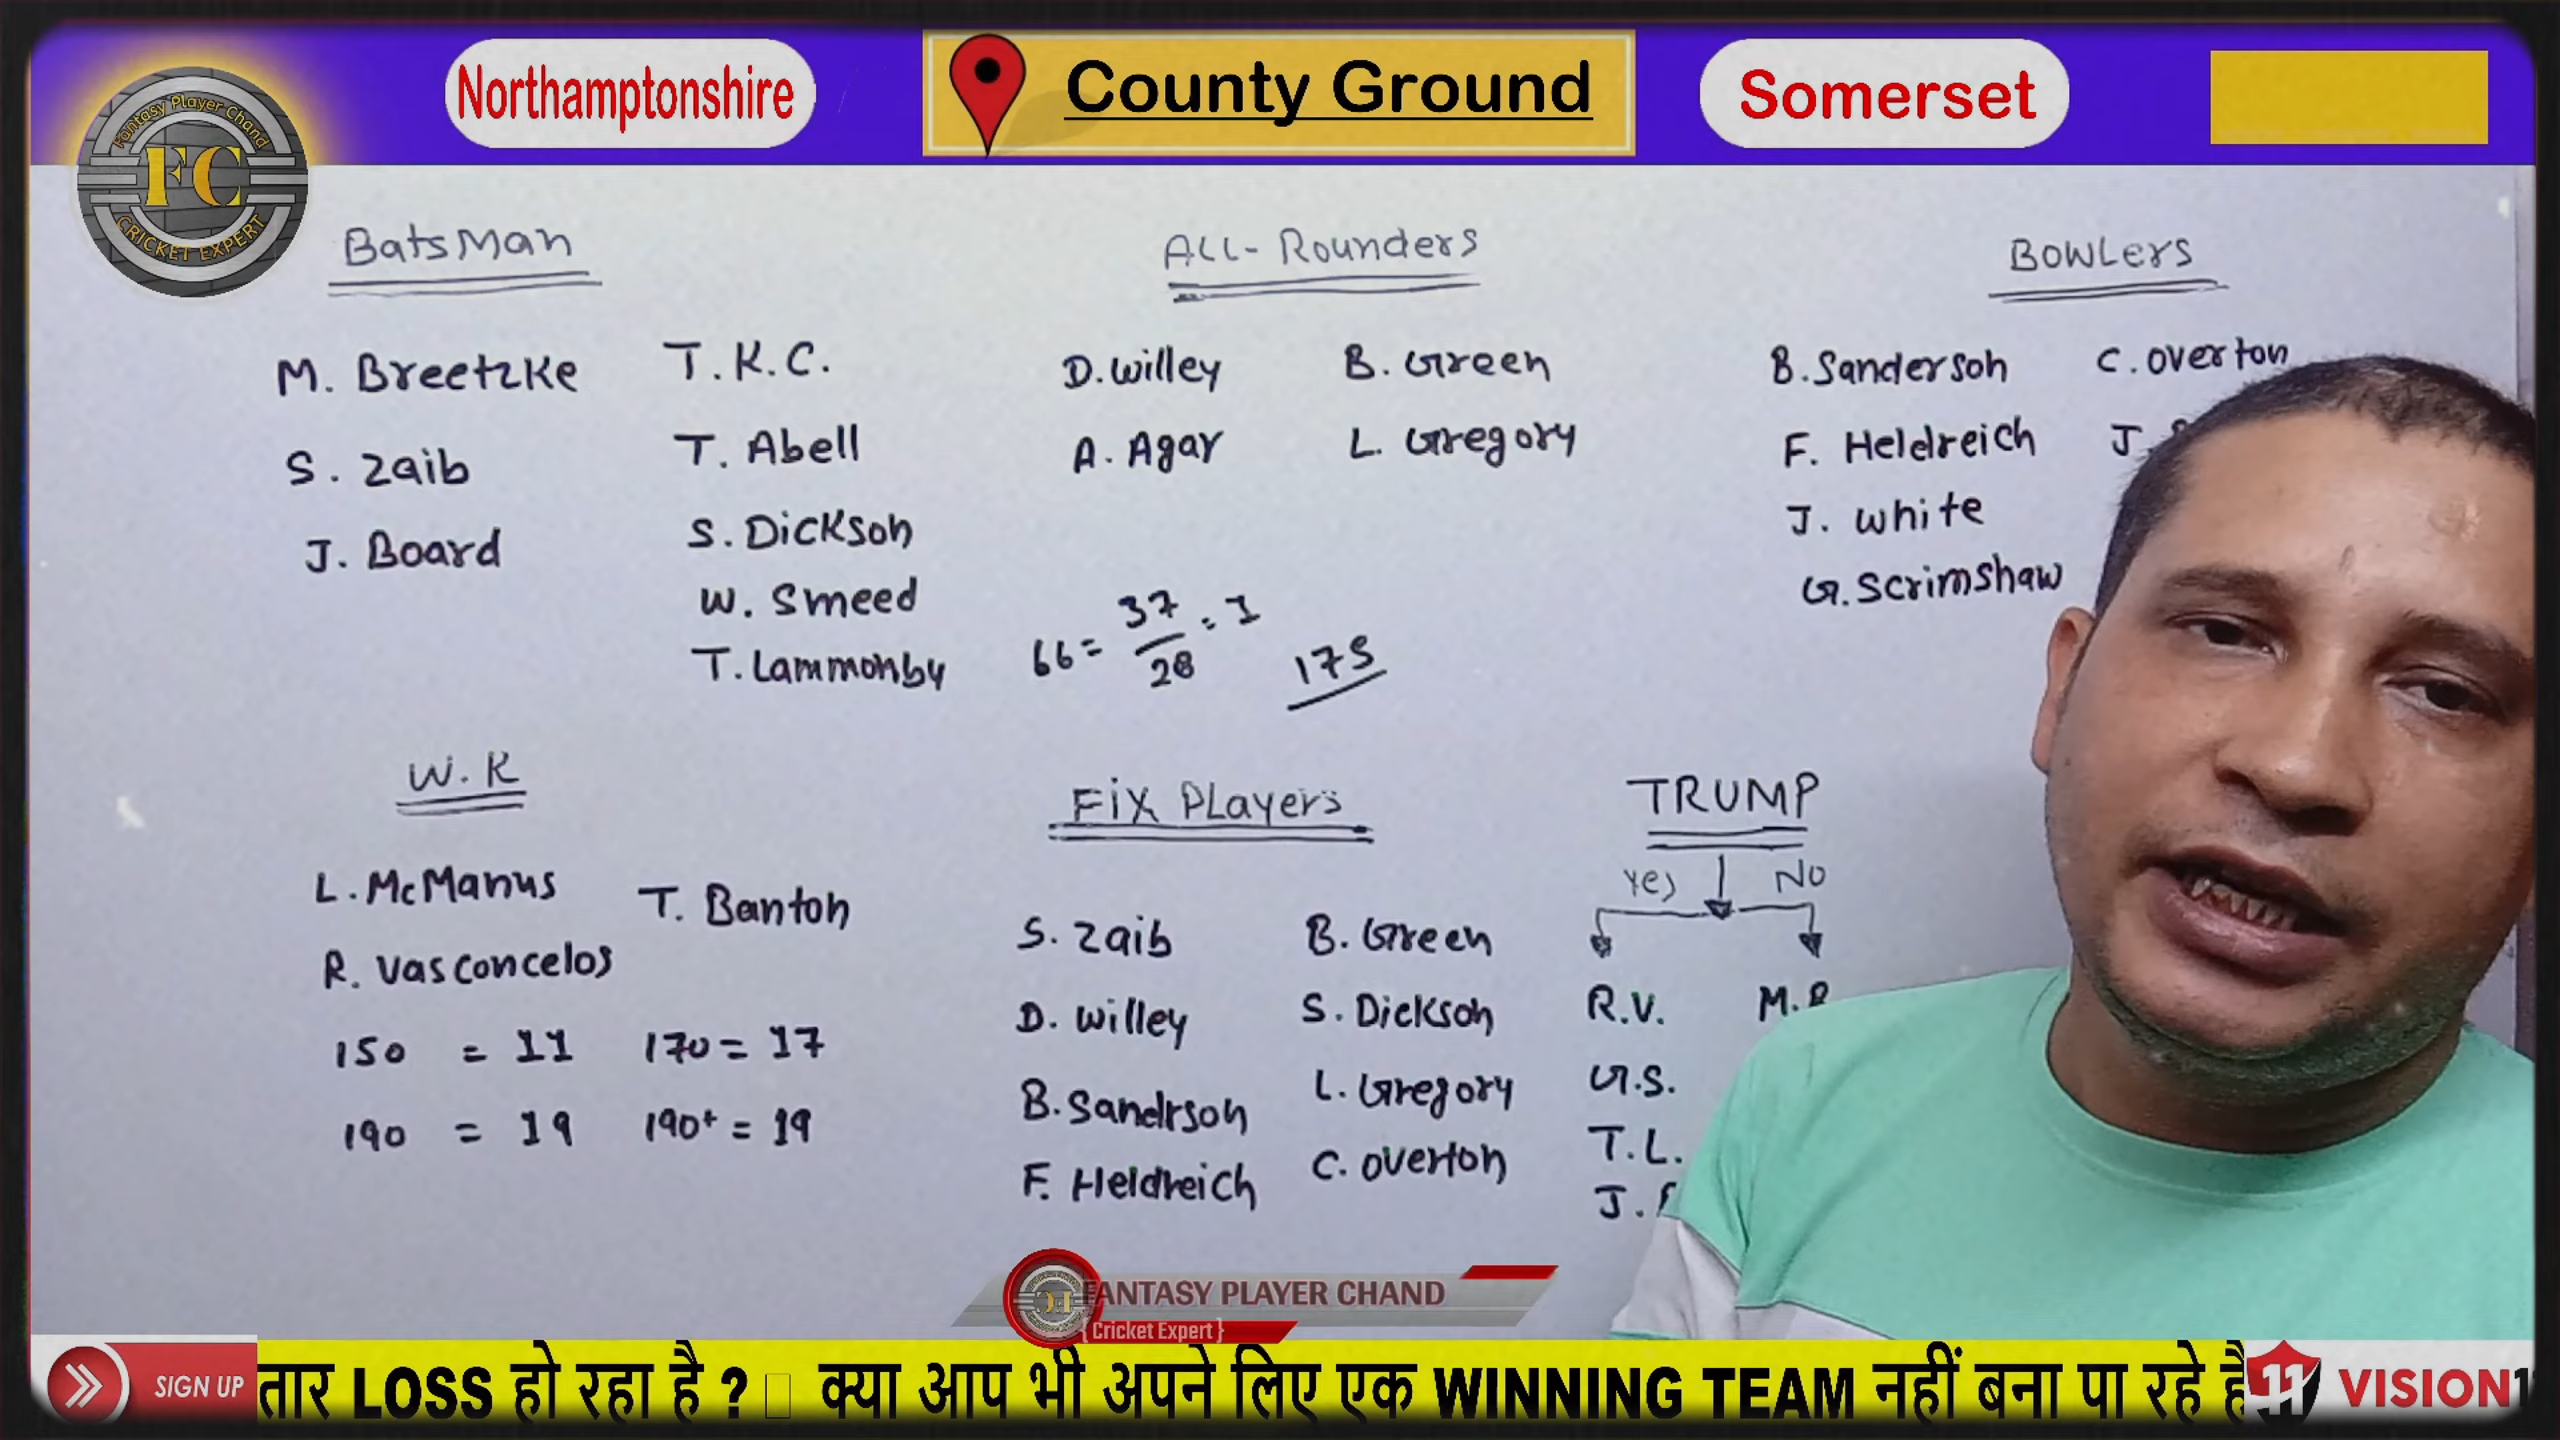 Northamptonshire
County Ground
Somerset
Fantasy Player Chand
FC
CRICKET EXPERT
BatsMan
M. Breetzke
S. Zaib
J. Board
T.K.C.
T. Abell
S. Dickson
W. Smeed
T. Lammonby
ALL-Rounders
D. Willey
A. Agar
B. Green
L. Gregory
66 = 37/28 = I
175
BOWLers
B. Sanderson
F. Heldreich
J. White
G. Scrimshaw
C. Overton
J.
W.K
L. McManus
R. Vasconcelos
T. Banton
150 = 11
170 = 17
190 = 19
190+ = 19
Fix PLayers
S. Zaib
D. Willey
B. Sandrson
F. Heldreich
B. Green
S. Dickson
L. Gregory
C. Overton
TRUMP
Yes No
R.V.
G.S.
T.L.
J.
M.
FANTASY PLAYER CHAND
{Cricket Expert}
SIGN UP
तार LOSS हो रहा है ? क्या आप भी अपने लिए एक WINNING TEAM नहीं बना पा रहे है
11 VISION1